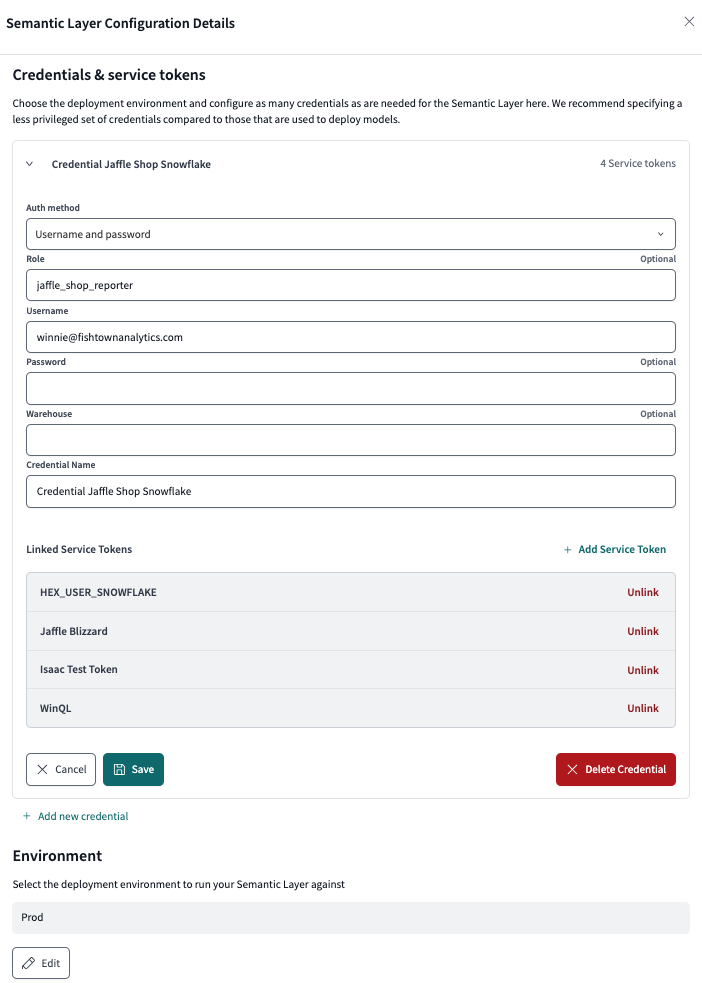 Semantic Layer Configuration Details
Credentials & service tokens
Choose the deployment environment and configure as many credentials as are needed for the Semantic Layer here. We recommend specifying a
less privileged set of credentials compared to those that are used to deploy models.
Credential Jaffle Shop Snowflake 4 Service tokens
Auth method
Username and password
Role Optional
jaffle_shop_reporter
Username
winnie@fishtownanalytics.com
Password Optional
Warehouse Optional
Credential Name
Credential Jaffle Shop Snowflake
Linked Service Tokens + Add Service Token
HEX_USER_SNOWFLAKE Unlink
Jaffle Blizzard Unlink
Isaac Test Token Unlink
WinQL Unlink
Cancel Save Delete Credential
+ Add new credential
Environment
Select the deployment environment to run your Semantic Layer against
Prod
Edit